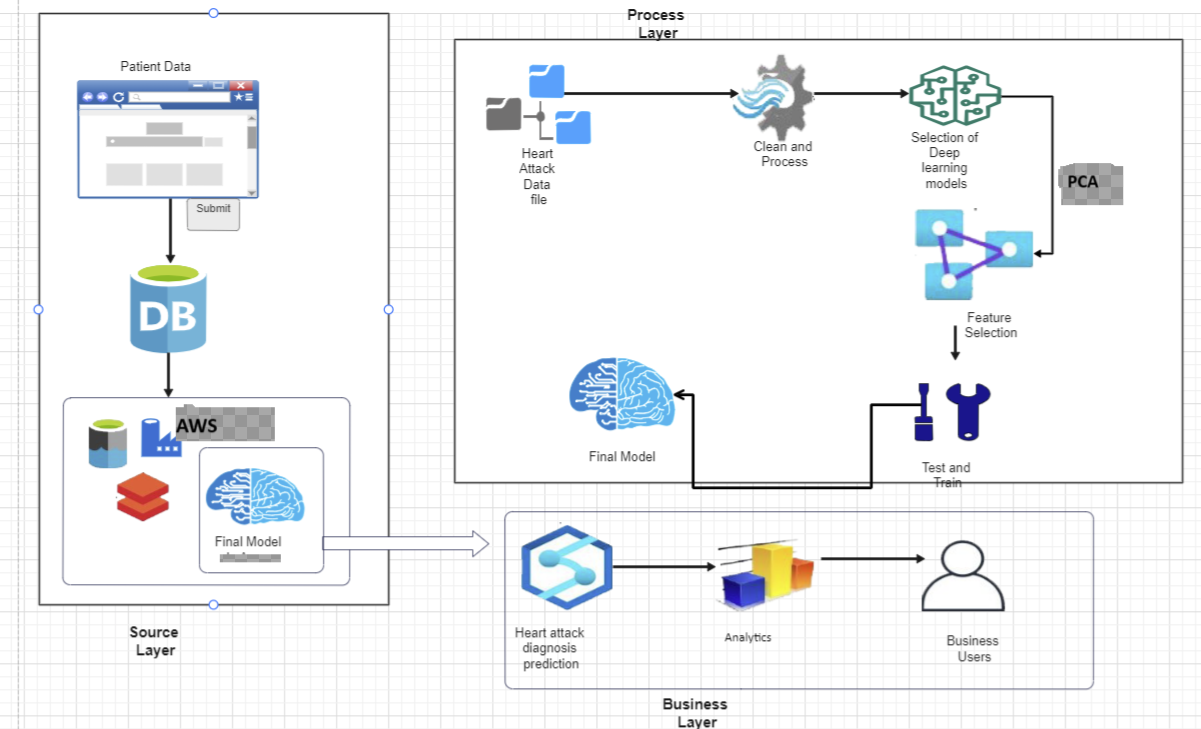 Process
Layer
Patient Data
Submit
DB
AWS
Final Model
Source
Layer
Heart
Attack
Data
file
Clean and
Process
Selection of
Deep
learning
models
PCA
Feature
Selection
Test and
Train
Final Model
Heart attack
diagnosis
prediction
Analytics
Business
Users
Business
Layer